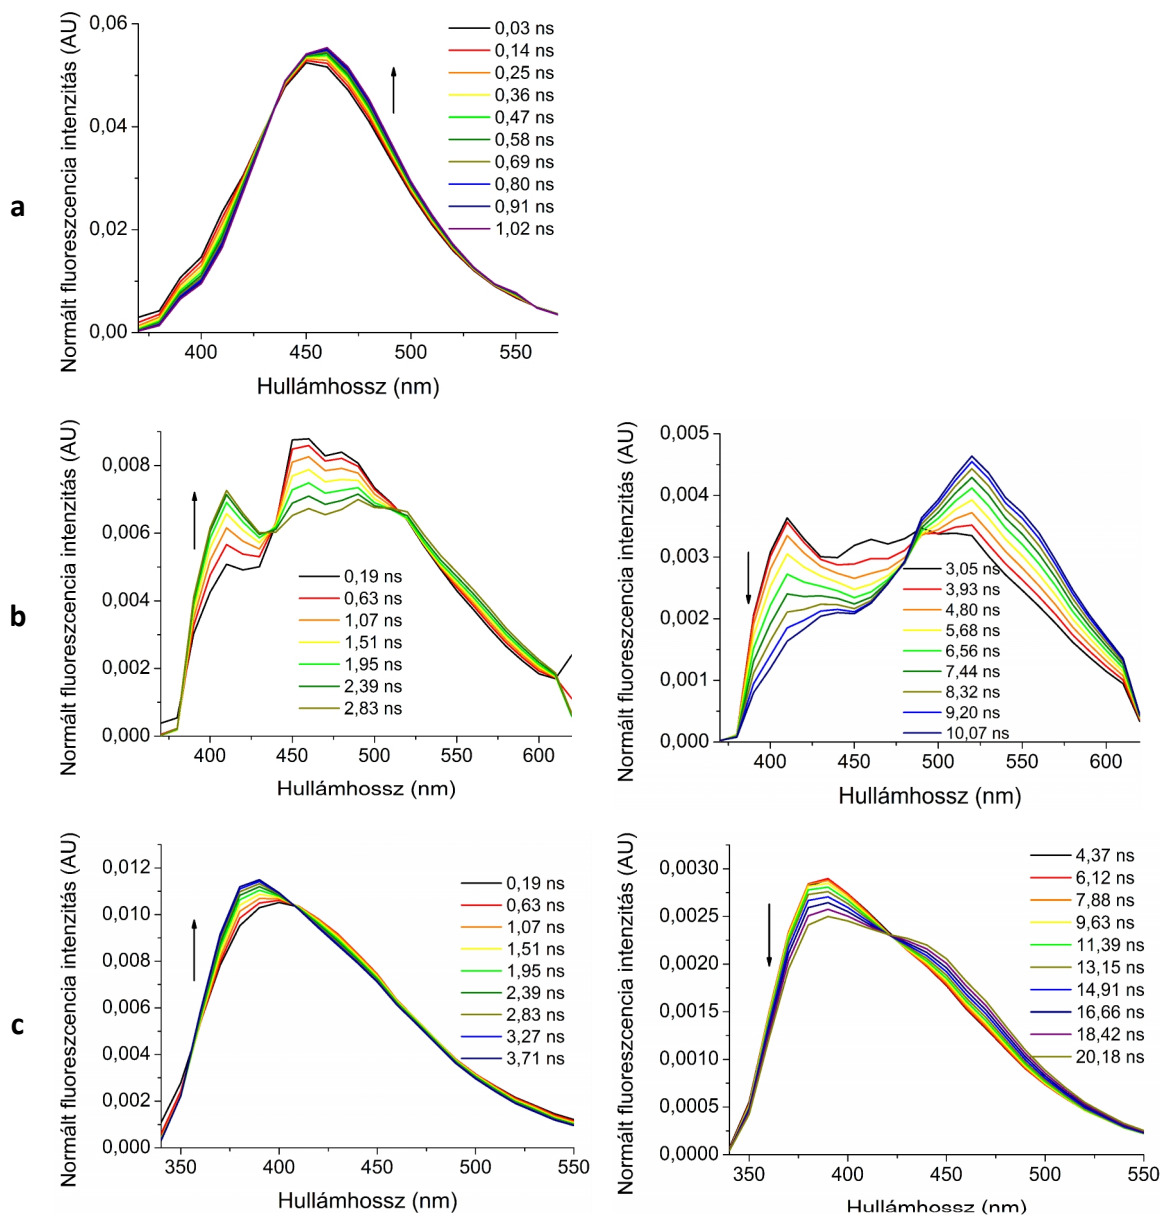 a
Normált fluoreszcencia intenzitás (AU)
0,06
0,04
0,02
0,00
400
450
500
550
Hullámhossz (nm)
0,03 ns
0,14 ns
0,25 ns
0,36 ns
0,47 ns
0,58 ns
0,69 ns
0,80 ns
0,91 ns
1,02 ns
b
Normált fluoreszcencia intenzitás (AU)
0,008
0,006
0,004
0,002
0,000
400
450
500
550
600
Hullámhossz (nm)
0,19 ns
0,63 ns
1,07 ns
1,51 ns
1,95 ns
2,39 ns
2,83 ns
Normált fluoreszcencia intenzitás (AU)
0,005
0,004
0,003
0,002
0,001
0,000
400
450
500
550
600
Hullámhossz (nm)
3,05 ns
3,93 ns
4,80 ns
5,68 ns
6,56 ns
7,44 ns
8,32 ns
9,20 ns
10,07 ns
c
Normált fluoreszcencia intenzitás (AU)
0,012
0,010
0,008
0,006
0,004
0,002
0,000
350
400
450
500
550
Hullámhossz (nm)
0,19 ns
0,63 ns
1,07 ns
1,51 ns
1,95 ns
2,39 ns
2,83 ns
3,27 ns
3,71 ns
Normált fluoreszcencia intenzitás (AU)
0,0030
0,0025
0,0020
0,0015
0,0010
0,0005
0,0000
350
400
450
500
550
Hullámhossz (nm)
4,37 ns
6,12 ns
7,88 ns
9,63 ns
11,39 ns
13,15 ns
14,91 ns
16,66 ns
18,42 ns
20,18 ns